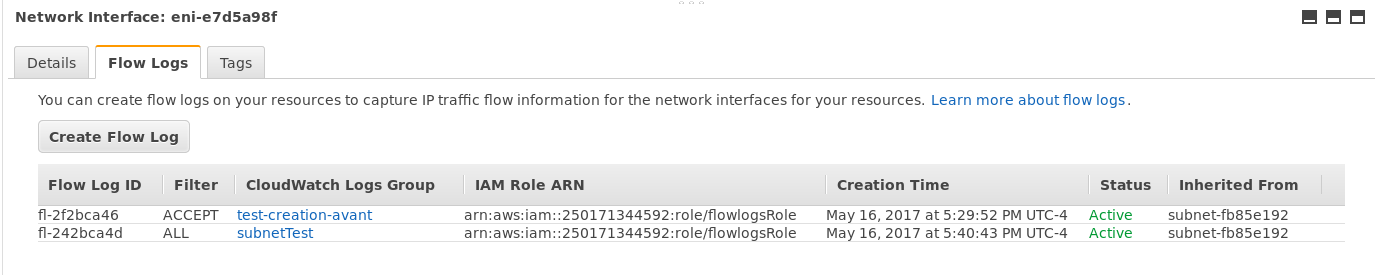 Network Interface: eni-e7d5a98f
Details Flow Logs Tags
You can create flow logs on your resources to capture IP traffic flow information for the network interfaces for your resources. Learn more about flow logs.
Create Flow Log
Flow Log ID Filter CloudWatch Logs Group IAM Role ARN Creation Time Status Inherited From
fl-2f2bca46 ACCEPT test-creation-avant arn:aws:iam::250171344592:role/flowlogsRole May 16, 2017 at 5:29:52 PM UTC-4 Active subnet-fb85e192
fl-242bca4d ALL subnetTest arn:aws:iam::250171344592:role/flowlogsRole May 16, 2017 at 5:40:43 PM UTC-4 Active subnet-fb85e192